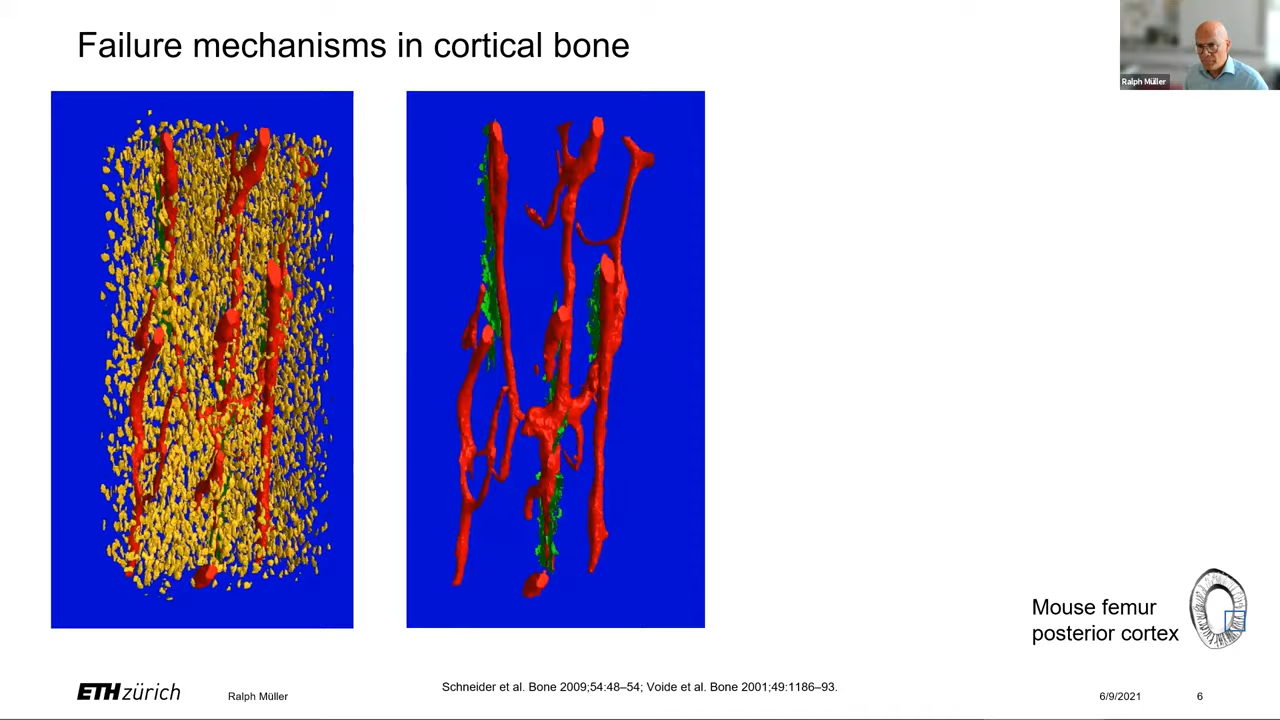 Failure mechanisms in cortical bone
Ralph Müller
Mouse femur
posterior cortex
ETH zürich
Ralph Müller
Schneider et al. Bone 2009;54:48–54; Voide et al. Bone 2001;49:1186–93.
6/9/2021
6